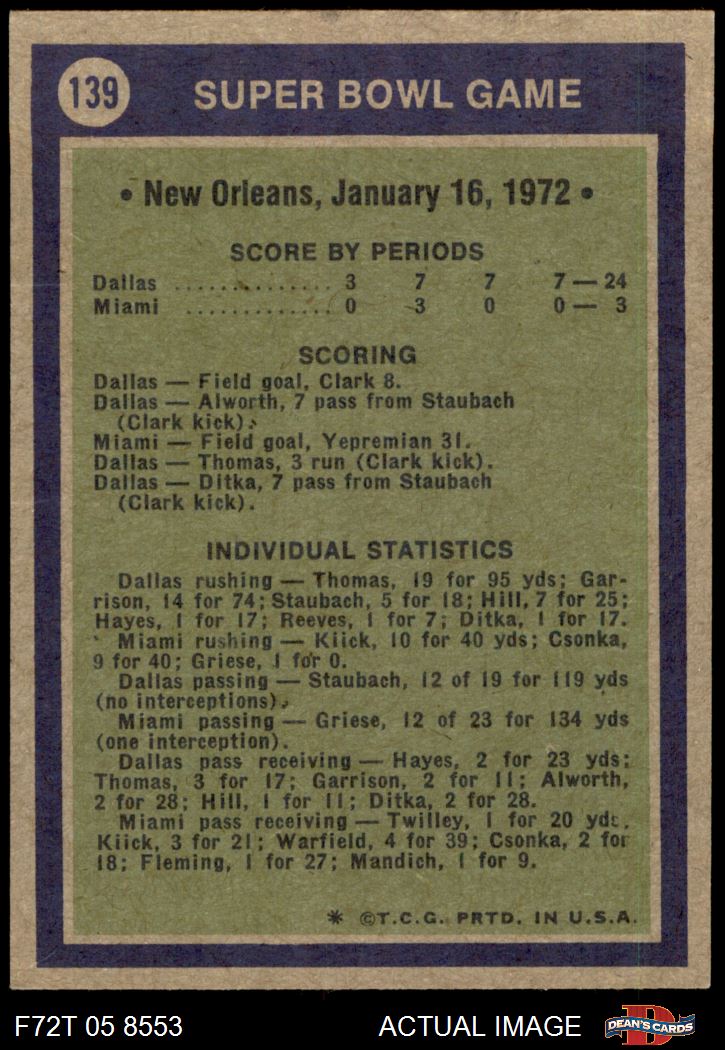 139
SUPER BOWL GAME
• New Orleans, January 16, 1972 •
SCORE BY PERIODS
Dallas .............. 3 7 7 7 — 24
Miami ............. 0 3 0 0 — 3
SCORING
Dallas — Field goal, Clark 8.
Dallas — Alworth, 7 pass from Staubach
(Clark kick).
Miami — Field goal, Yepremian 31.
Dallas — Thomas, 3 run (Clark kick).
Dallas — Ditka, 7 pass from Staubach
(Clark kick).
INDIVIDUAL STATISTICS
Dallas rushing — Thomas, 19 for 95 yds; Gar-
rison, 14 for 74; Staubach, 5 for 18; Hill, 7 for 25;
Hayes, 1 for 17; Reeves, 1 for 7; Ditka, 1 for 17.
Miami rushing — Kiick, 10 for 40 yds; Csonka,
9 for 40; Griese, 1 for 0.
Dallas passing — Staubach, 12 of 19 for 119 yds
(no interceptions).
Miami passing — Griese, 12 of 23 for 134 yds
(one interception).
Dallas pass receiving — Hayes, 2 for 23 yds;
Thomas, 3 for 17; Garrison, 2 for 11; Alworth,
2 for 28; Hill, 1 for 11; Ditka, 2 for 28.
Miami pass receiving — Twilley, 1 for 20 yds.
Kiick, 3 for 21; Warfield, 4 for 39; Csonka, 2 for
18; Fleming, 1 for 27; Mandich, 1 for 9.
* ©T.C.G. PRTD. IN U.S.A.
F72T 05 8553
ACTUAL IMAGE
D
DEAN'S CARDS